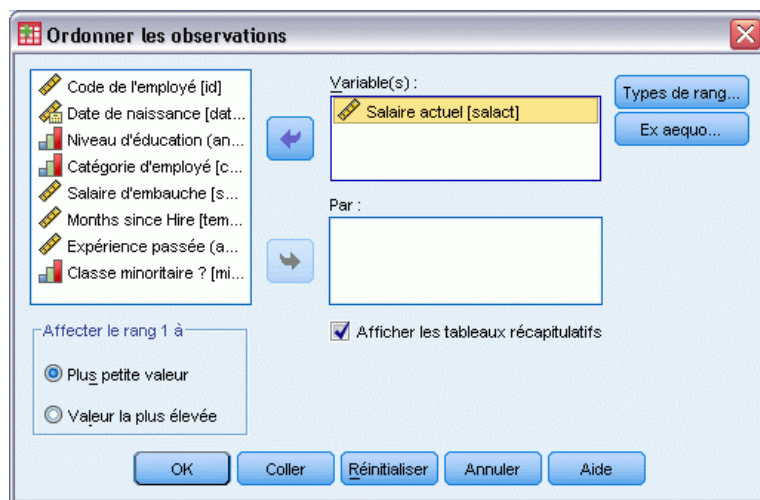 Ordonner les observations
Code de l'employé [id]
Date de naissance [dat...
Niveau d'éducation (an...
Catégorie d'employé [c...
Salaire d'embauche [s...
Months since Hire [tem...
Expérience passée (a...
Classe minoritaire ? [mi...
Variable(s) :
Salaire actuel [salact]
Types de rang...
Ex aequo...
Par :
Affecter le rang 1 à
Plus petite valeur
Valeur la plus élevée
Afficher les tableaux récapitulatifs
OK
Coller
Réinitialiser
Annuler
Aide